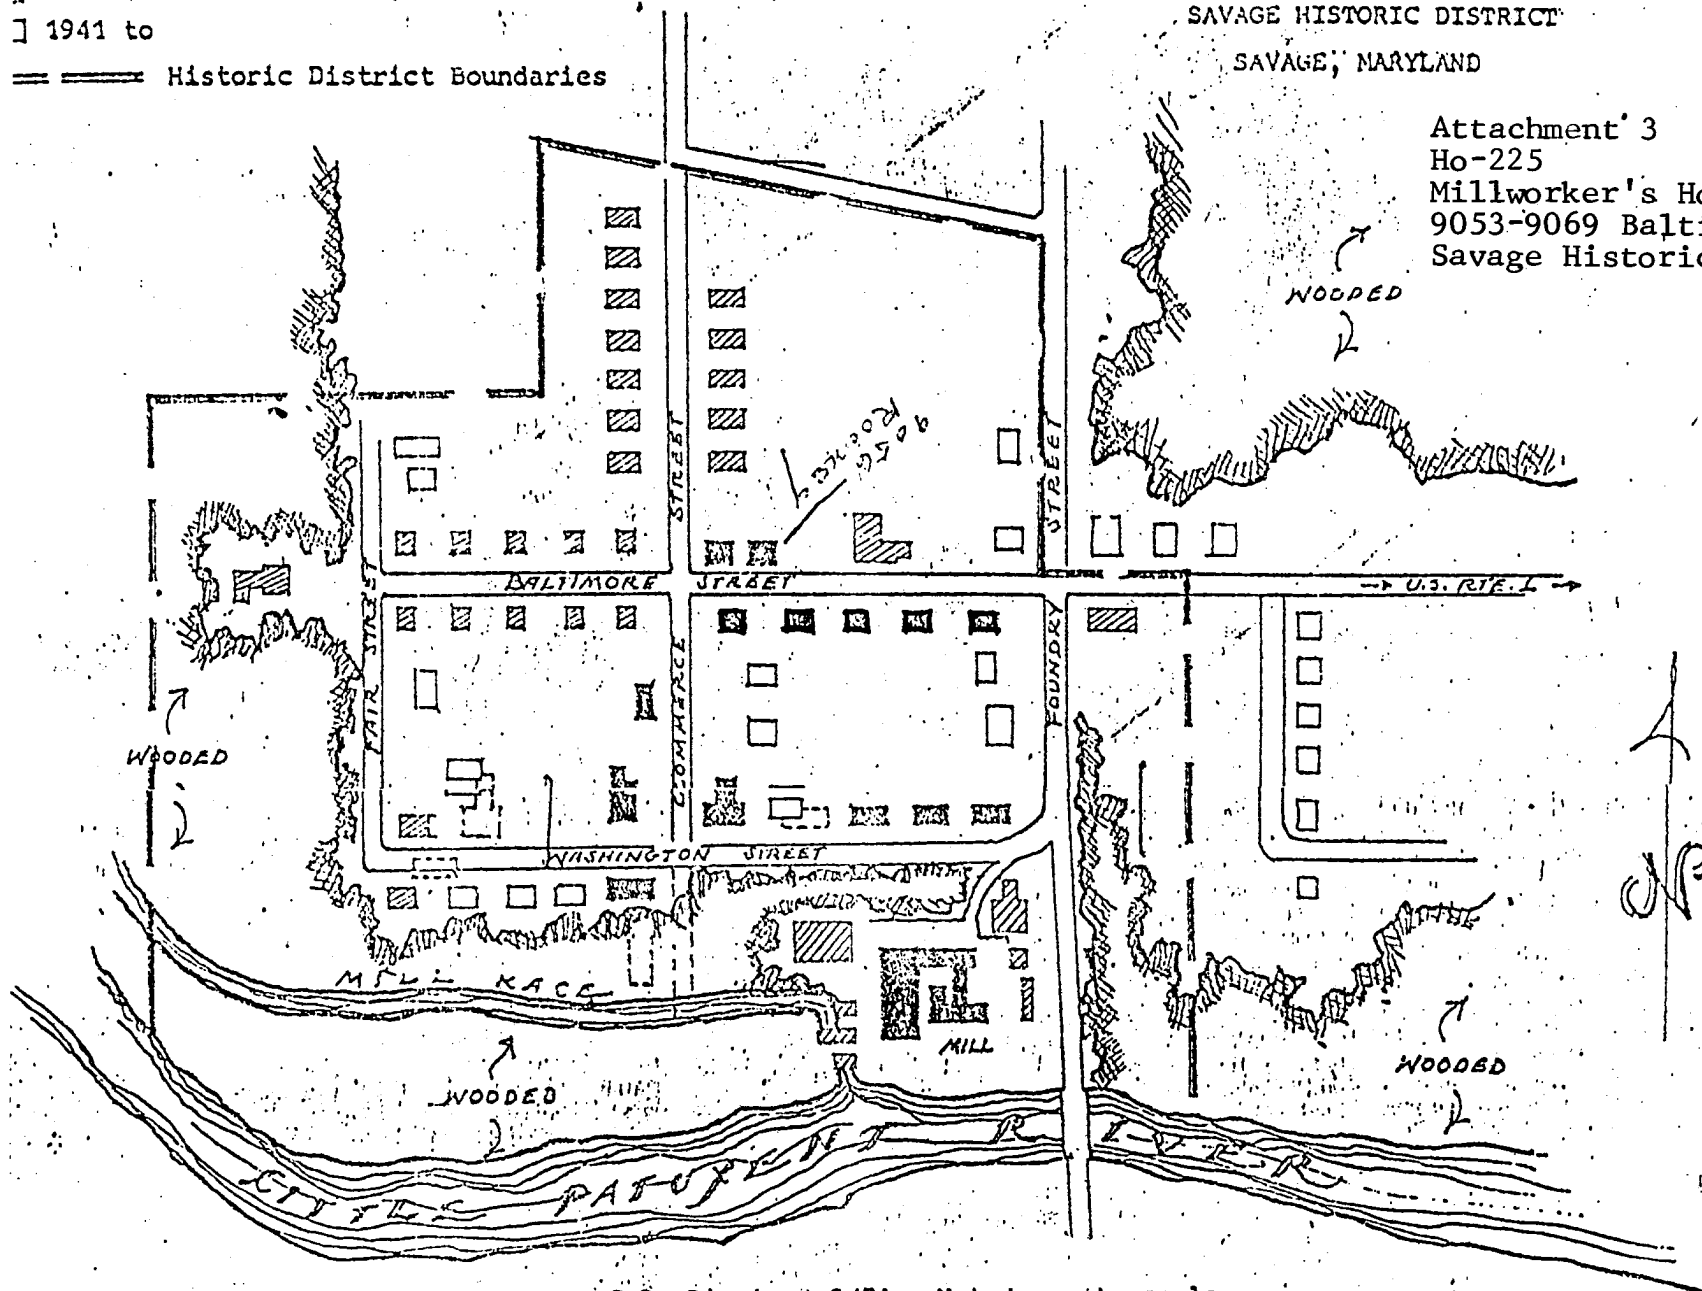 ] 1941 to
Historic District Boundaries
SAVAGE HISTORIC DISTRICT
SAVAGE, MARYLAND
Attachment 3
Ho-225
Millworker's Ho
9053-9069 Balti
Savage Historic
WOODED
STREET
STREET
9056
BALTIMORE STREET
→ U.S. RTE. 1 →
FAIR STREET
COMMERCE
FOUNDRY
WOODED
WASHINGTON STREET
MILL RACE
MILL
WOODED
WOODED
LITTLE PATUXENT RIVER